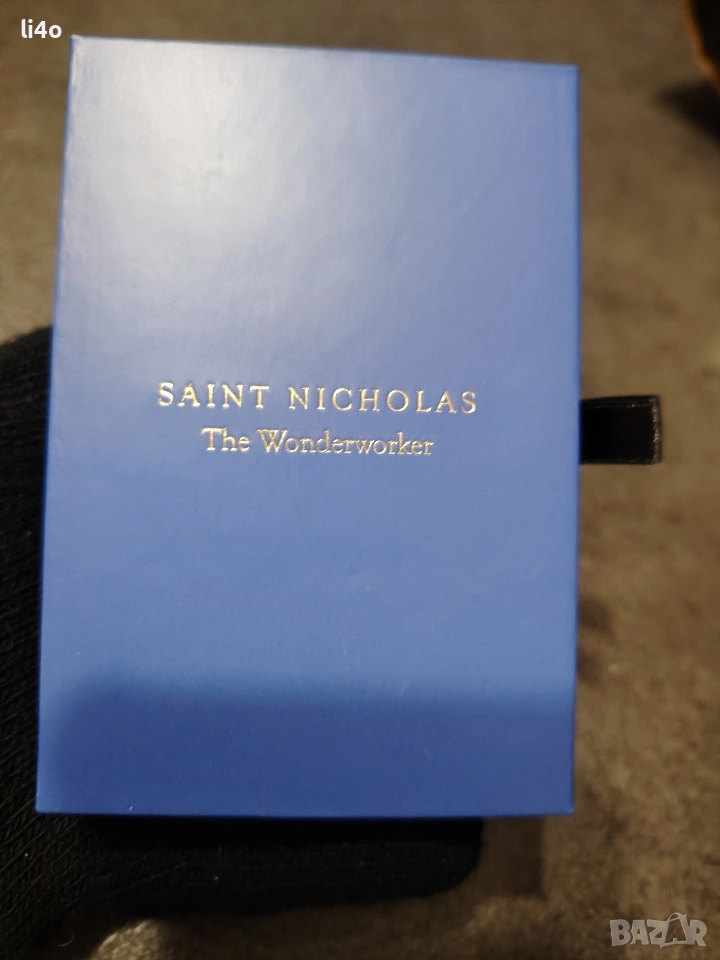 li4o
SAINT NICHOLAS
The Wonderworker
BAZAR